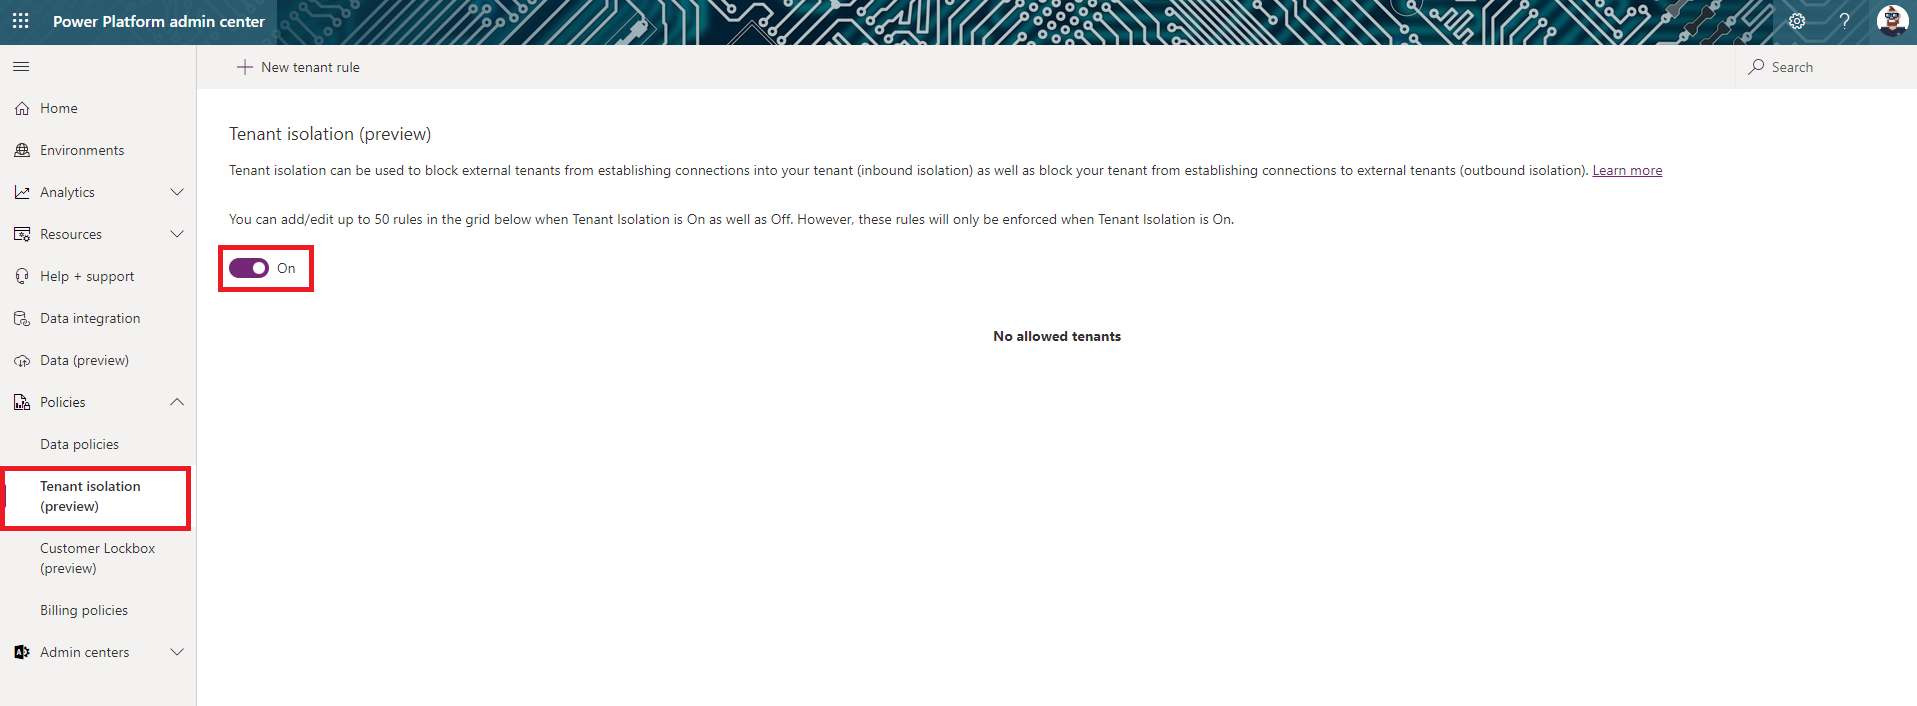 Power Platform admin center
?
New tenant rule
Search
Home
Environments
Analytics
Resources
Help + support
Data integration
Data (preview)
Policies
Data policies
Tenant isolation
(preview)
Customer Lockbox
(preview)
Billing policies
Admin centers
Tenant isolation (preview)
Tenant isolation can be used to block external tenants from establishing connections into your tenant (inbound isolation) as well as block your tenant from establishing connections to external tenants (outbound isolation). Learn more
You can add/edit up to 50 rules in the grid below when Tenant Isolation is On as well as Off. However, these rules will only be enforced when Tenant Isolation is On.
On
No allowed tenants